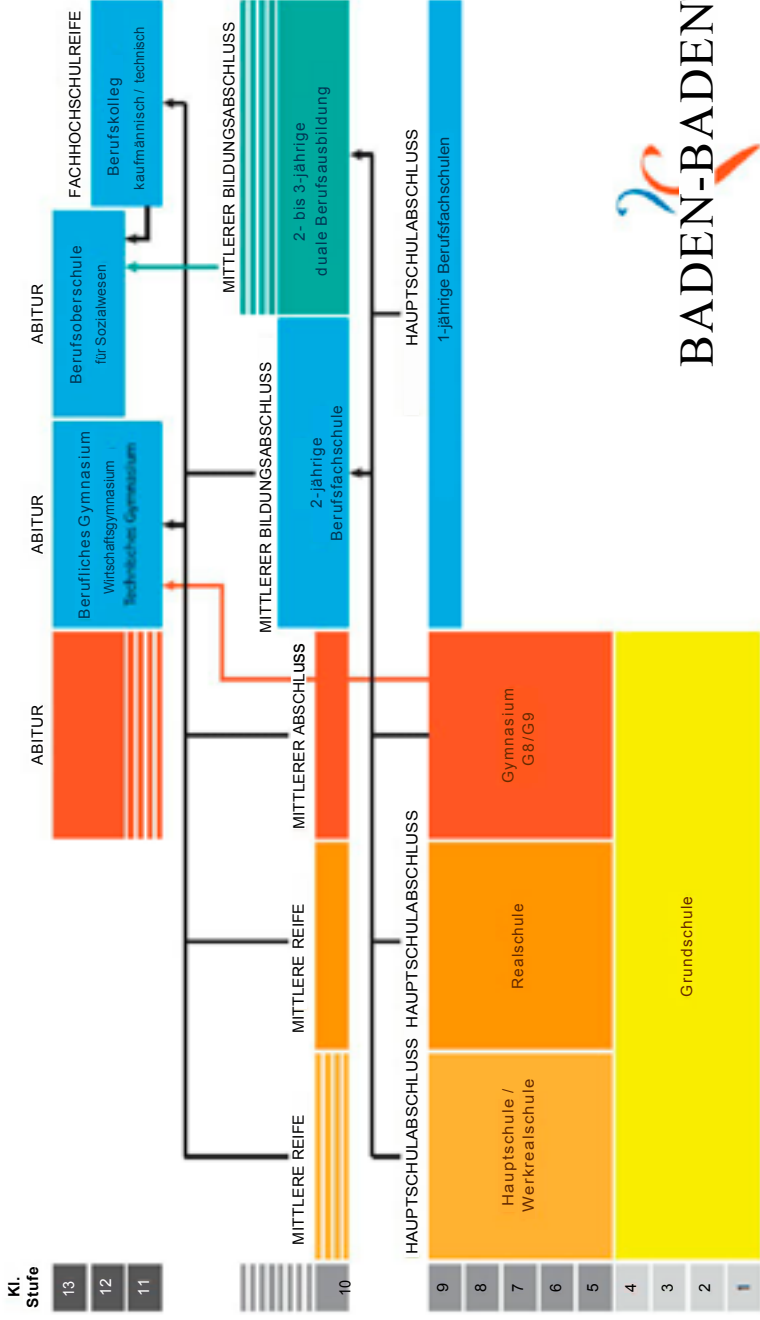 Kl.
Stufe
ABITUR
ABITUR
ABITUR
FACHHOCHSCHULREIFE
13
12
11
Berufliches Gymnasium
Wirtschaftsgymnasium
Technisches Gymnasium
Berufsoberschule
für Sozialwesen
Berufskolleg
kaufmännisch / technisch
MITTLERE REIFE
MITTLERE REIFE
MITTLERER ABSCHLUSS
MITTLERER BILDUNGSABSCHLUSS
MITTLERER BILDUNGSABSCHLUSS
10
2-jährige
Berufsfachschule
2- bis 3-jährige
duale Berufsausbildung
HAUPTSCHULABSCHLUSS
HAUPTSCHULABSCHLUSS
HAUPTSCHULABSCHLUSS
9
8
7
6
5
Hauptschule /
Werkrealschule
Realschule
Gymnasium
G8/G9
1-jährige Berufsfachschulen
4
3
2
1
Grundschule
BADEN-BADEN